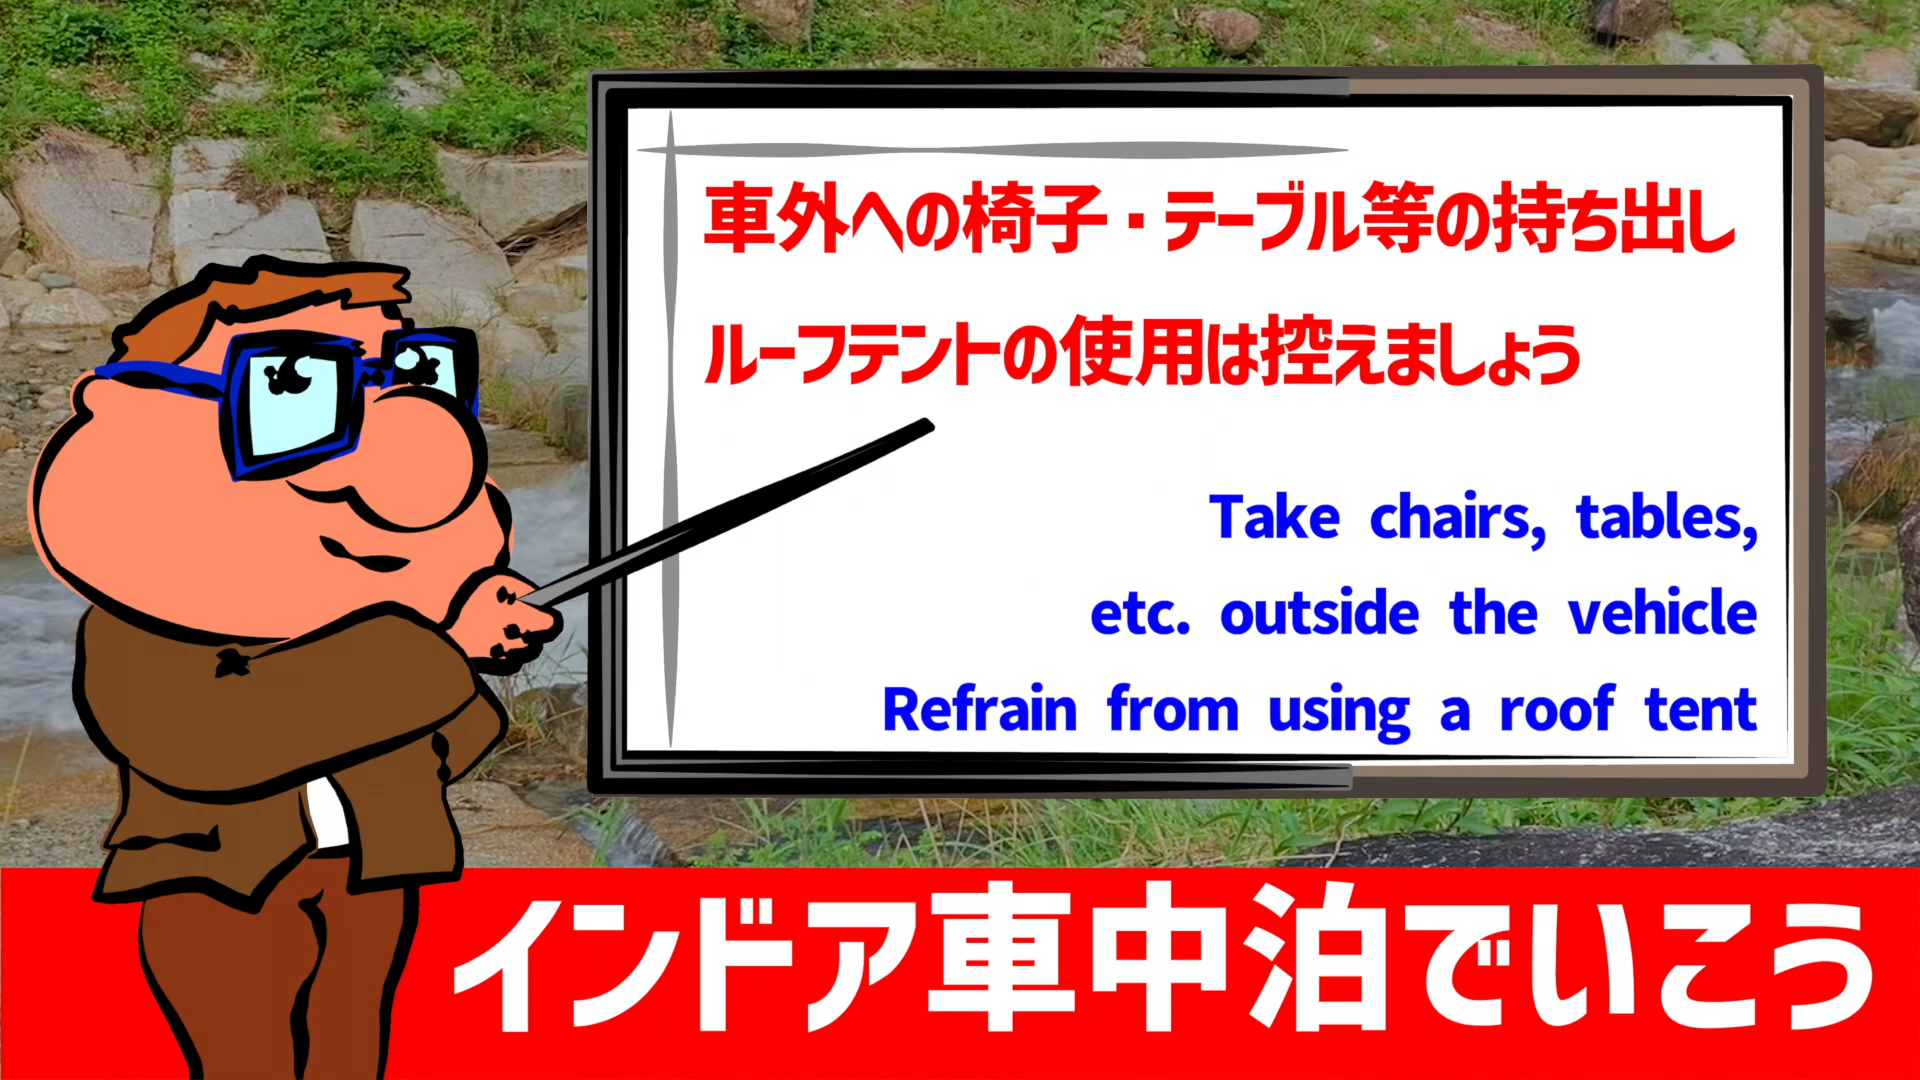 車外への椅子・テーブル等の持ち出し
ルーフテントの使用は控えましょう
Take chairs, tables,
etc. outside the vehicle
Refrain from using a roof tent
インドア車中泊でいこう